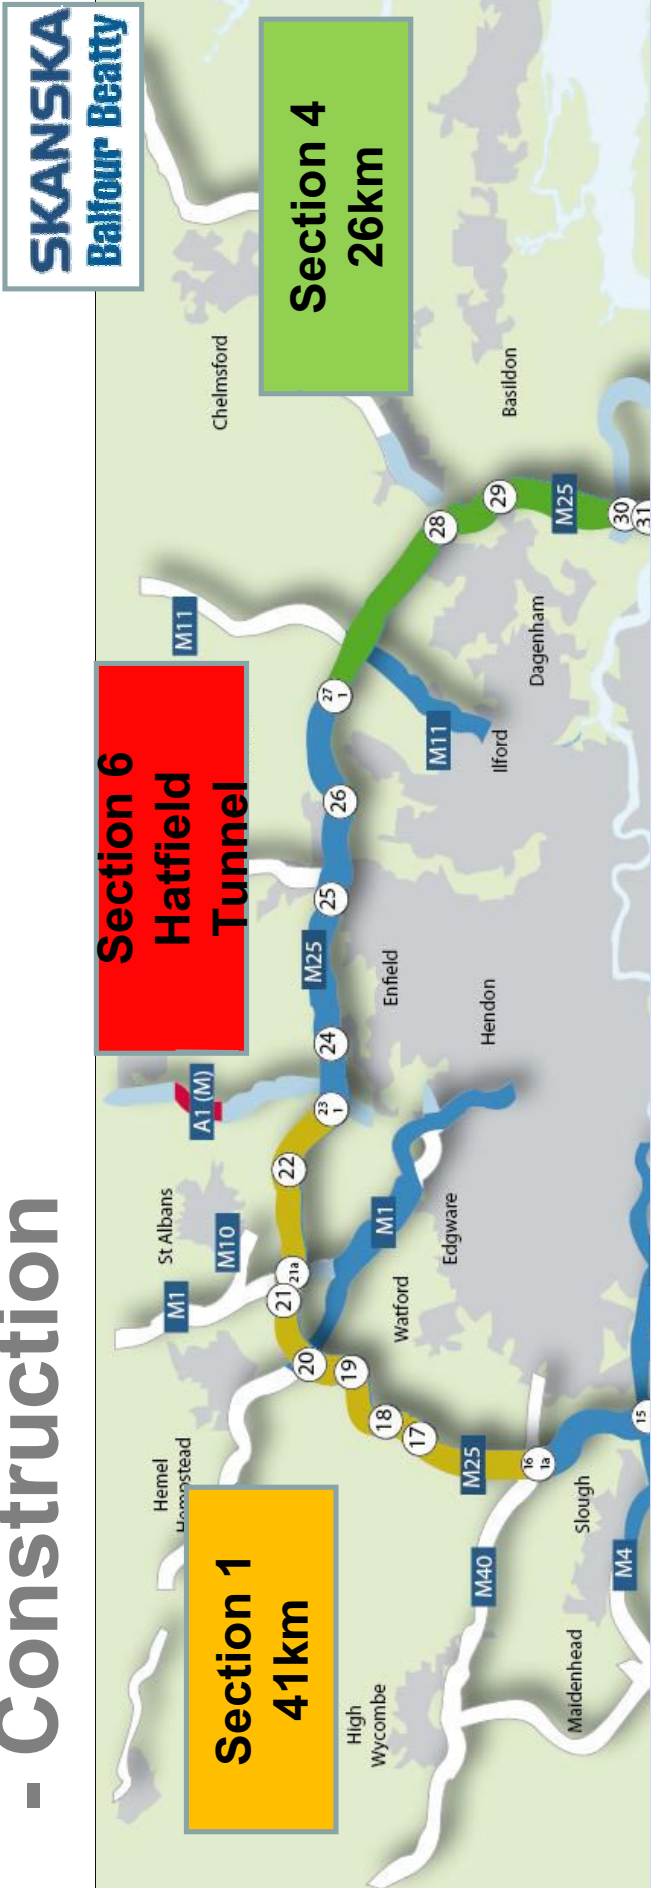 - Construction
SKANSKA
Balfour Beatty
Section 1
41km
Section 6
Hatfield
Tunnel
Section 4
26km
Chelmsford
Basildon
M11
M11
Ilford
Dagenham
M25
28
29
30
31
27
1
26
25
M25
24
Enfield
Hendon
A1 (M)
23
1
22
St Albans
M10
M1
21a
21
M1
Edgware
Watford
20
19
18
17
M25
16
1a
15
Hemel
Hempstead
M40
Slough
M4
Maidenhead
High
Wycombe